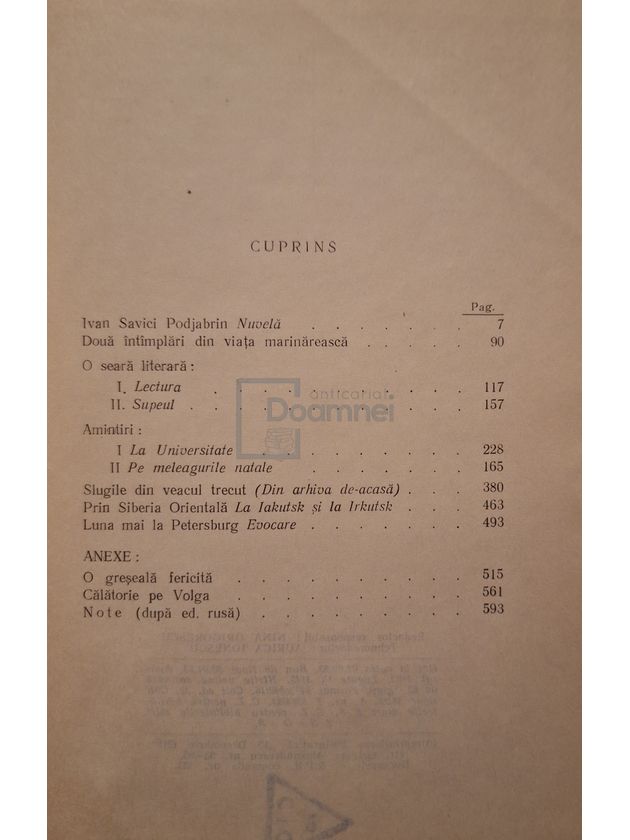 CUPRINS
Pag.
Ivan Savici Podjabrin Nuvelă . . . . . . 7
Două întîmplări din viața marinărească . . . . . 90
O seară literară :
I. Lectura . . . . . . . . . 117
II. Supeul . . . . . . . . . 157
anticariat
Doamnei
Amintiri :
I La Universitate . . . . . . . 228
II Pe meleagurile natale . . . . . . 165
Slugile din veacul trecut (Din arhiva de-acasă) . . . 380
Prin Siberia Orientală La Iakutsk și la Irkutsk . . . 463
Luna mai la Petersburg Evocare . . . . . . 493
ANEXE :
O greșeală fericită . . . . . . . . 515
Călătorie pe Volga . . . . . . . . 561
Note (după ed. rusă) . . . . . . . . 593